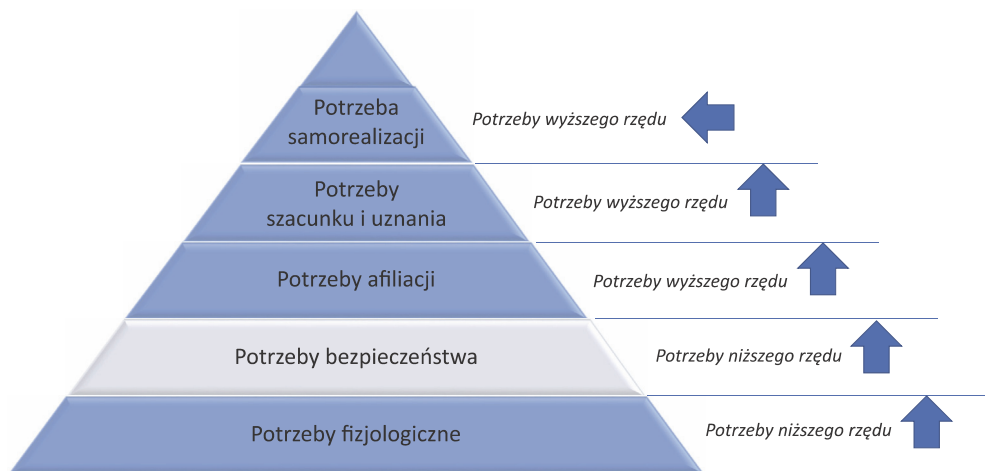 Potrzeba
samorealizacji
Potrzeby wyższego rzędu
Potrzeby
szacunku i uznania
Potrzeby wyższego rzędu
Potrzeby afiliacji
Potrzeby wyższego rzędu
Potrzeby bezpieczeństwa
Potrzeby niższego rzędu
Potrzeby fizjologiczne
Potrzeby niższego rzędu